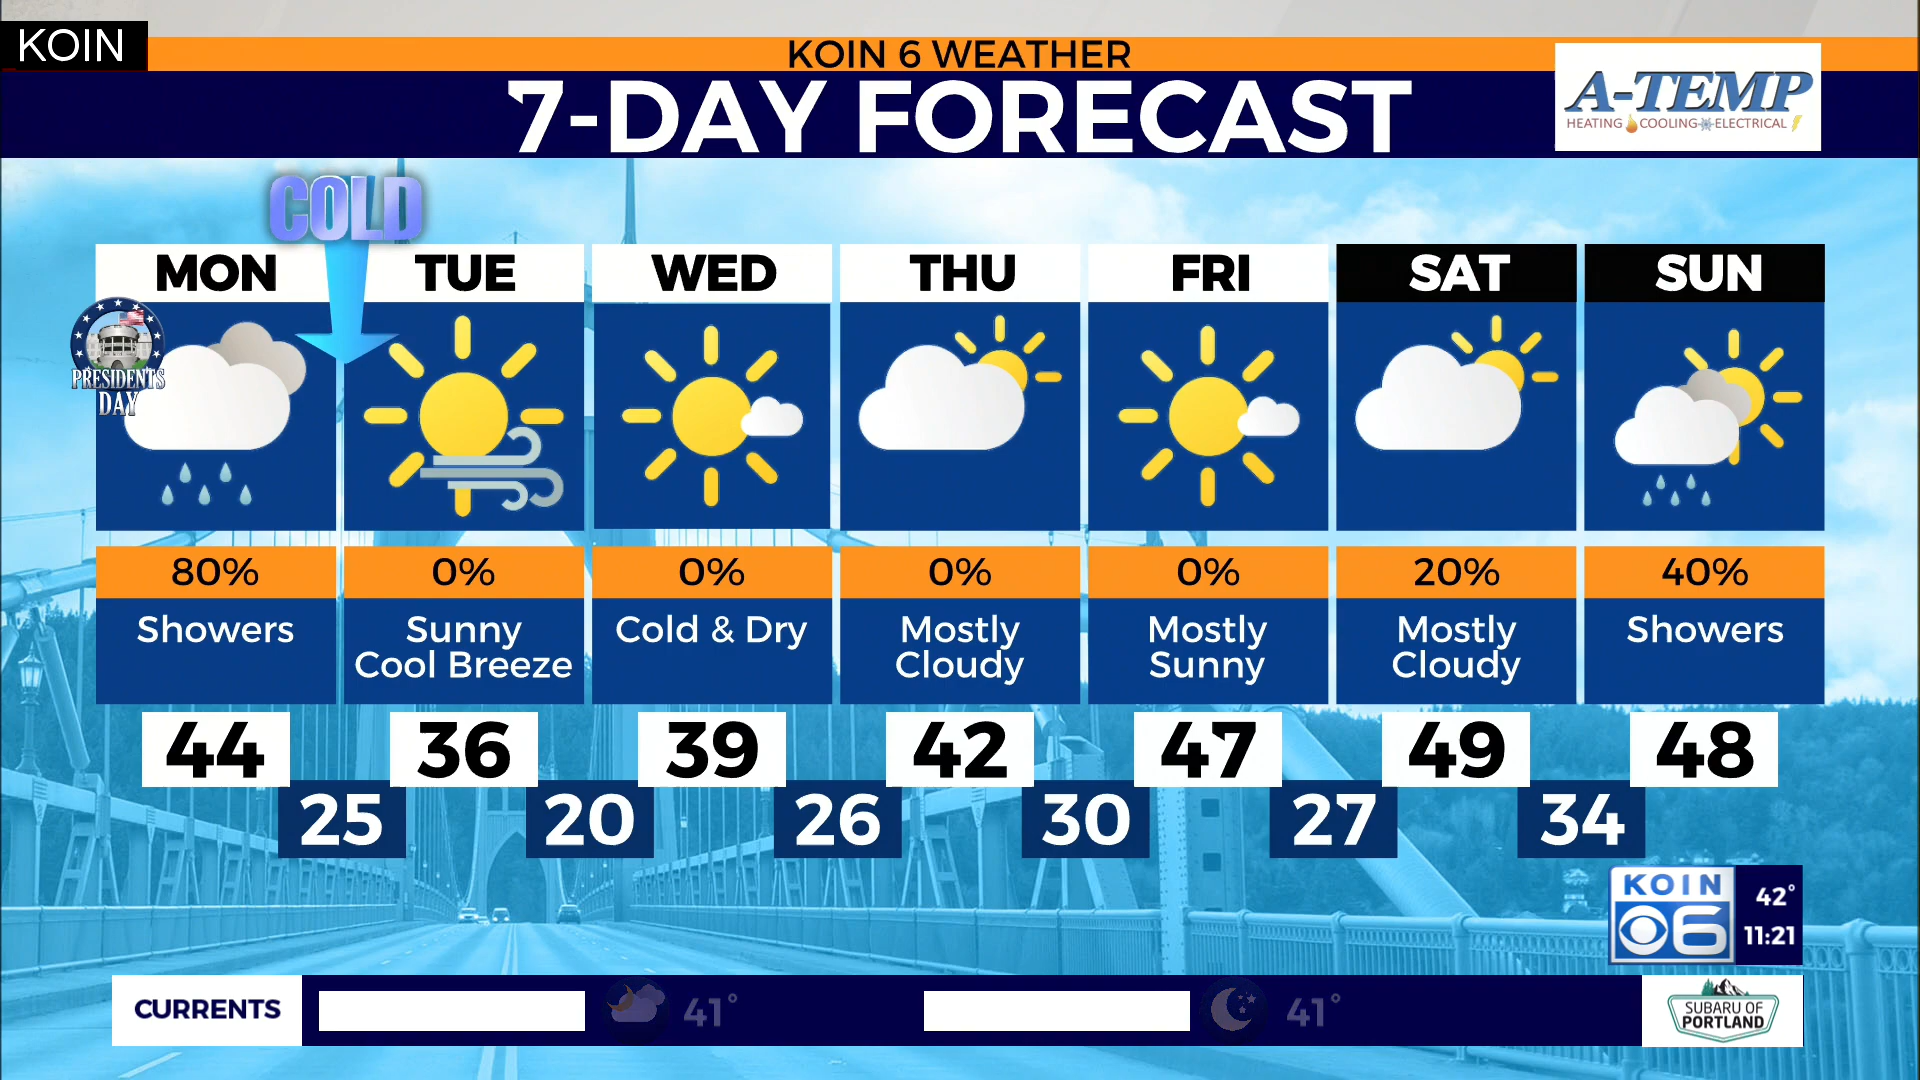 KOIN
KOIN 6 WEATHER
7-DAY FORECAST
A-TEMP
HEATING COOLING ELECTRICAL
COLD
MON TUE WED THU FRI SAT SUN
PRESIDENTS
DAY
80% 0% 0% 0% 0% 20% 40%
Showers Sunny Cold & Dry Mostly Mostly Mostly Showers
Cool Breeze Cloudy Sunny Cloudy
44 36 39 42 47 49 48
25 20 26 30 27 34
KOIN
6
42°
11:21
CURRENTS 41° 41°
SUBARU OF
PORTLAND